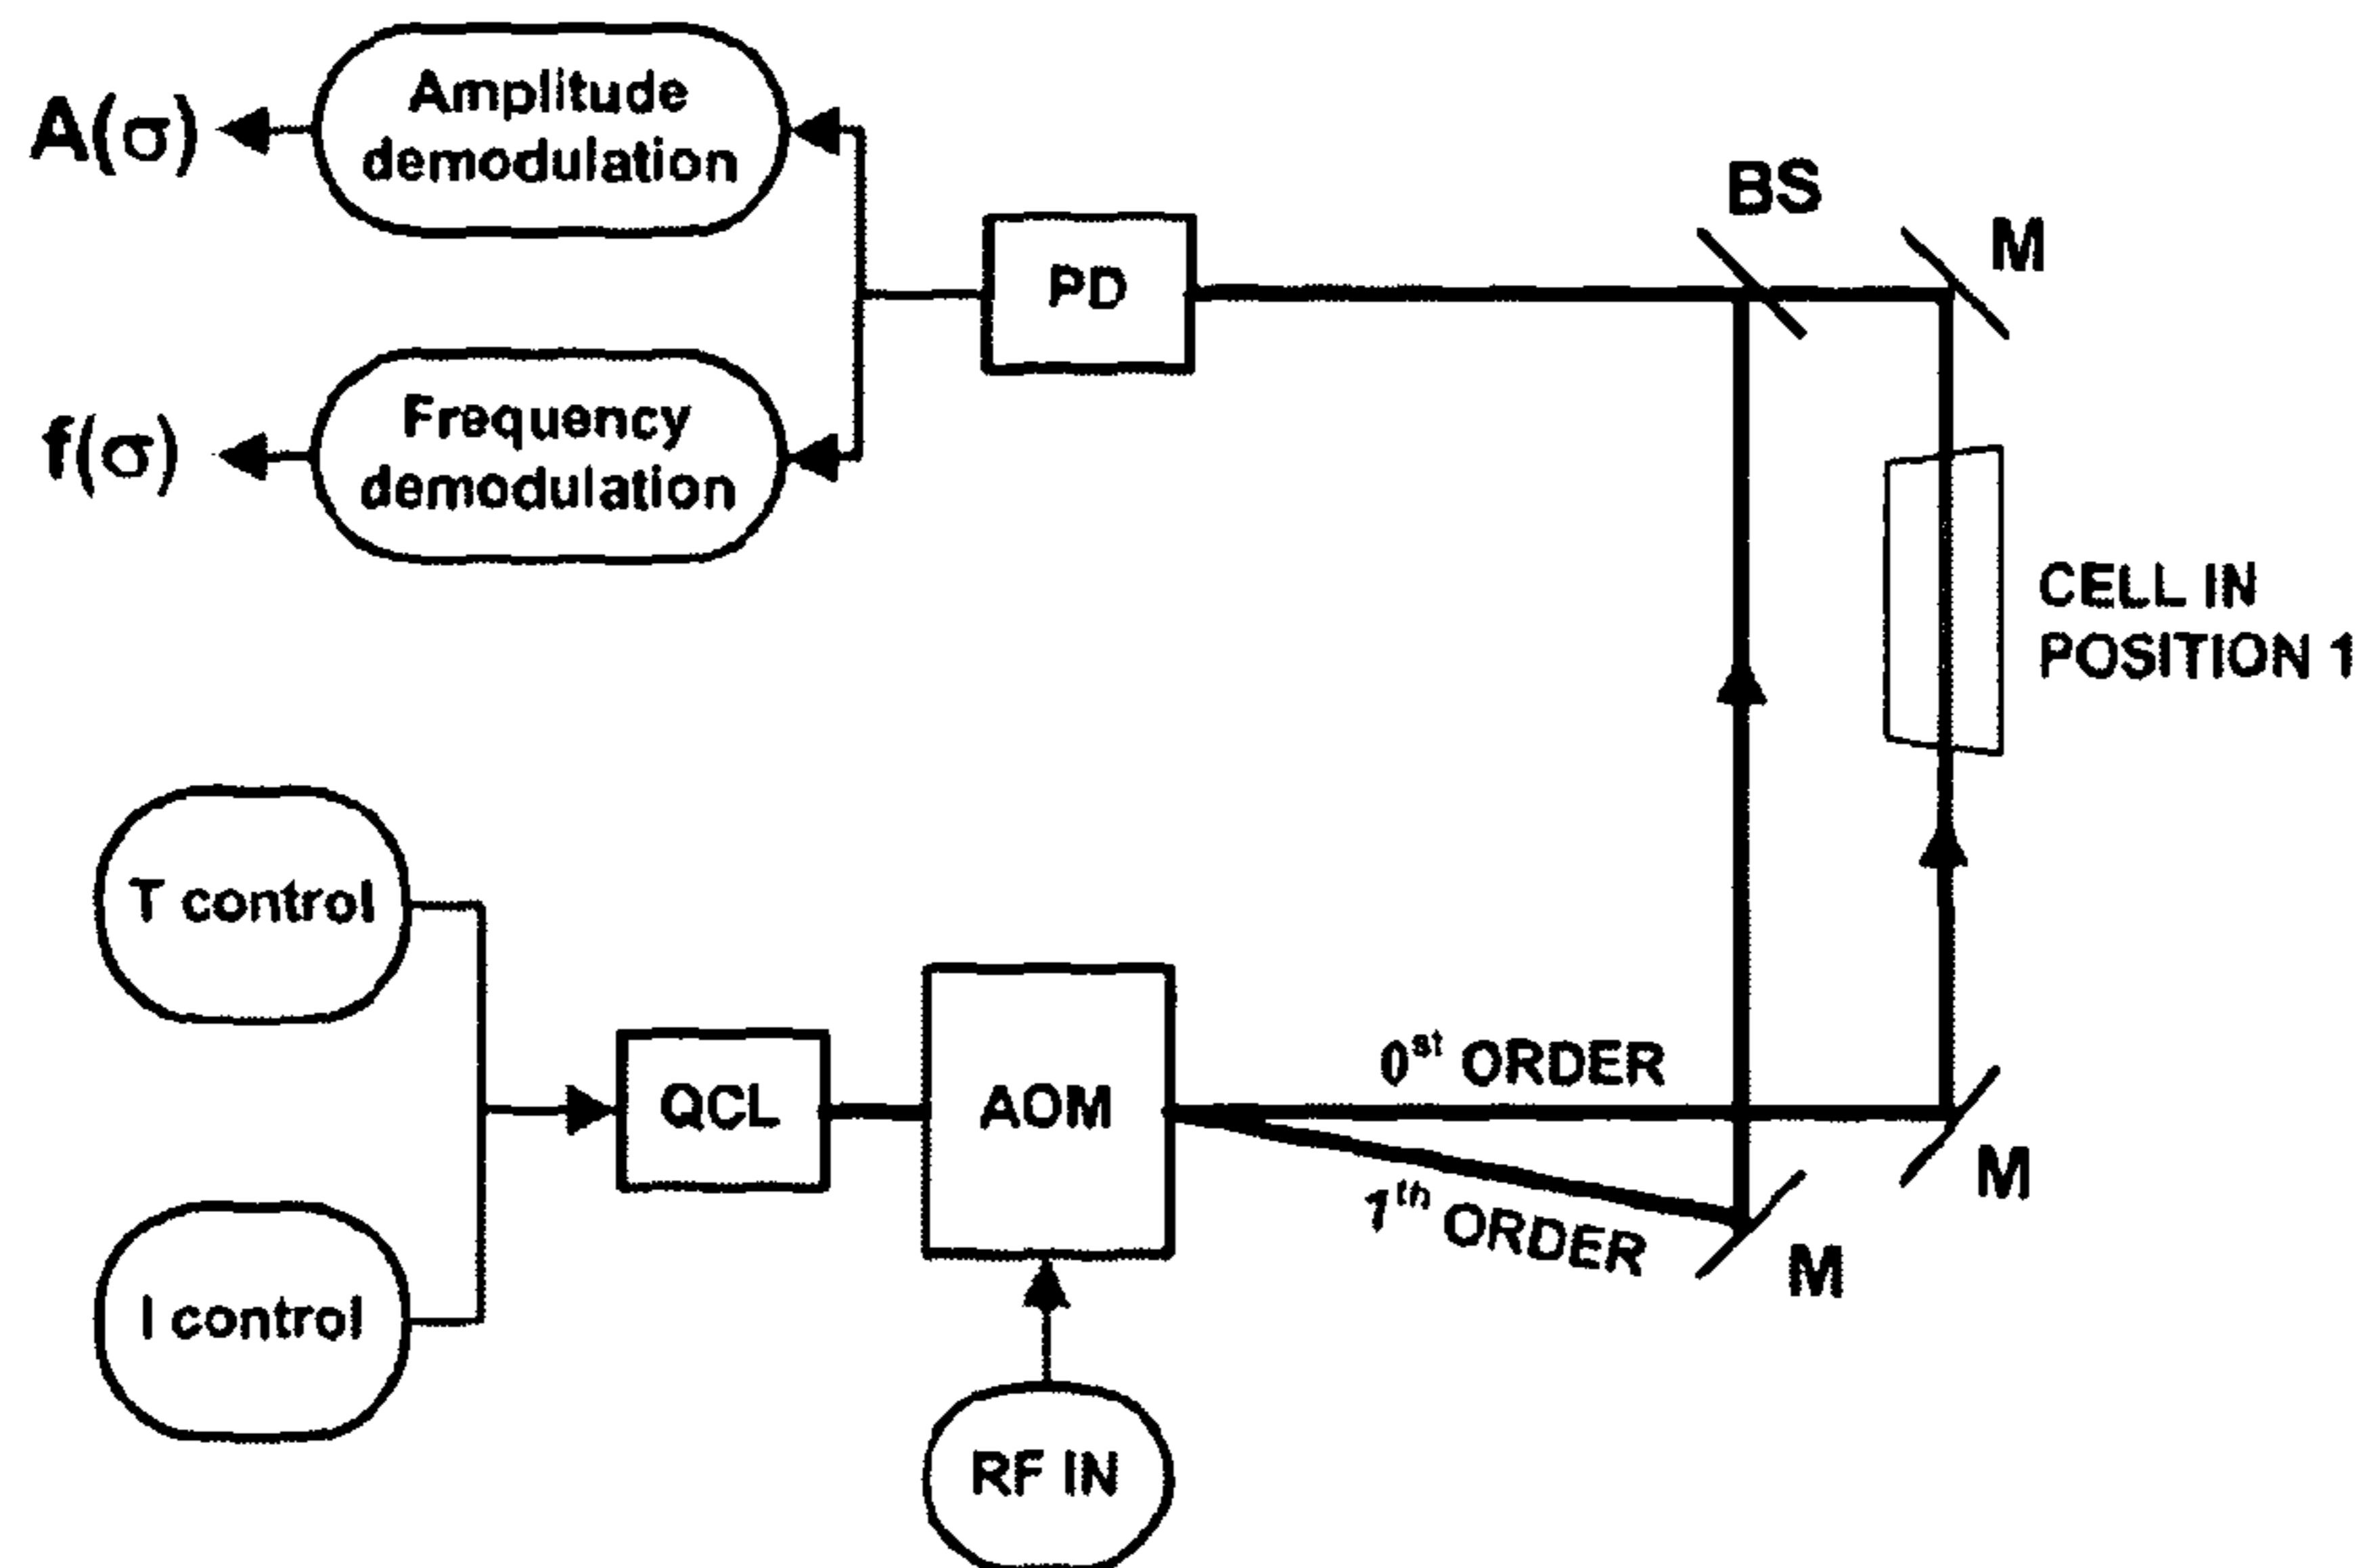 A(σ)
Amplitude
demodulation
BS
M
PD
f(σ)
Frequency
demodulation
CELL IN
POSITION 1
T control
QCL
AOM
0st ORDER
1th ORDER
M
M
I control
RF IN